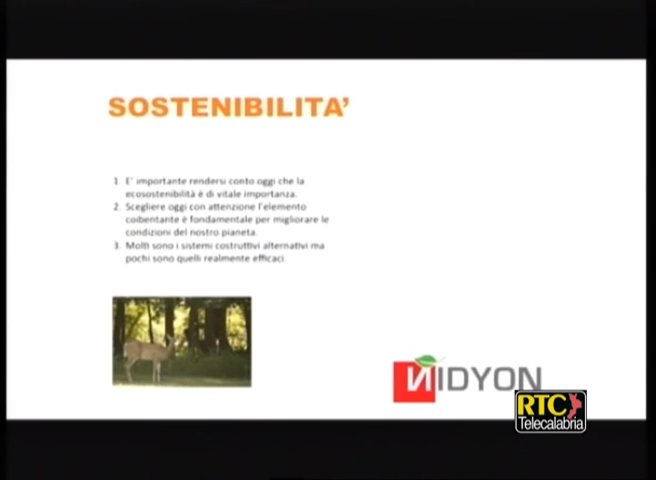 SOSTENIBILITA'
1. E' importante rendersi conto oggi che la
ecosostenibilità è di vitale importanza.
2. Scegliere oggi con attenzione l'elemento
coibentante è fondamentale per migliorare le
condizioni del nostro pianeta.
3. Molti sono i sistemi costruttivi alternativi ma
pochi sono quelli realmente efficaci.
NIDYON
RTC
Telecalabria